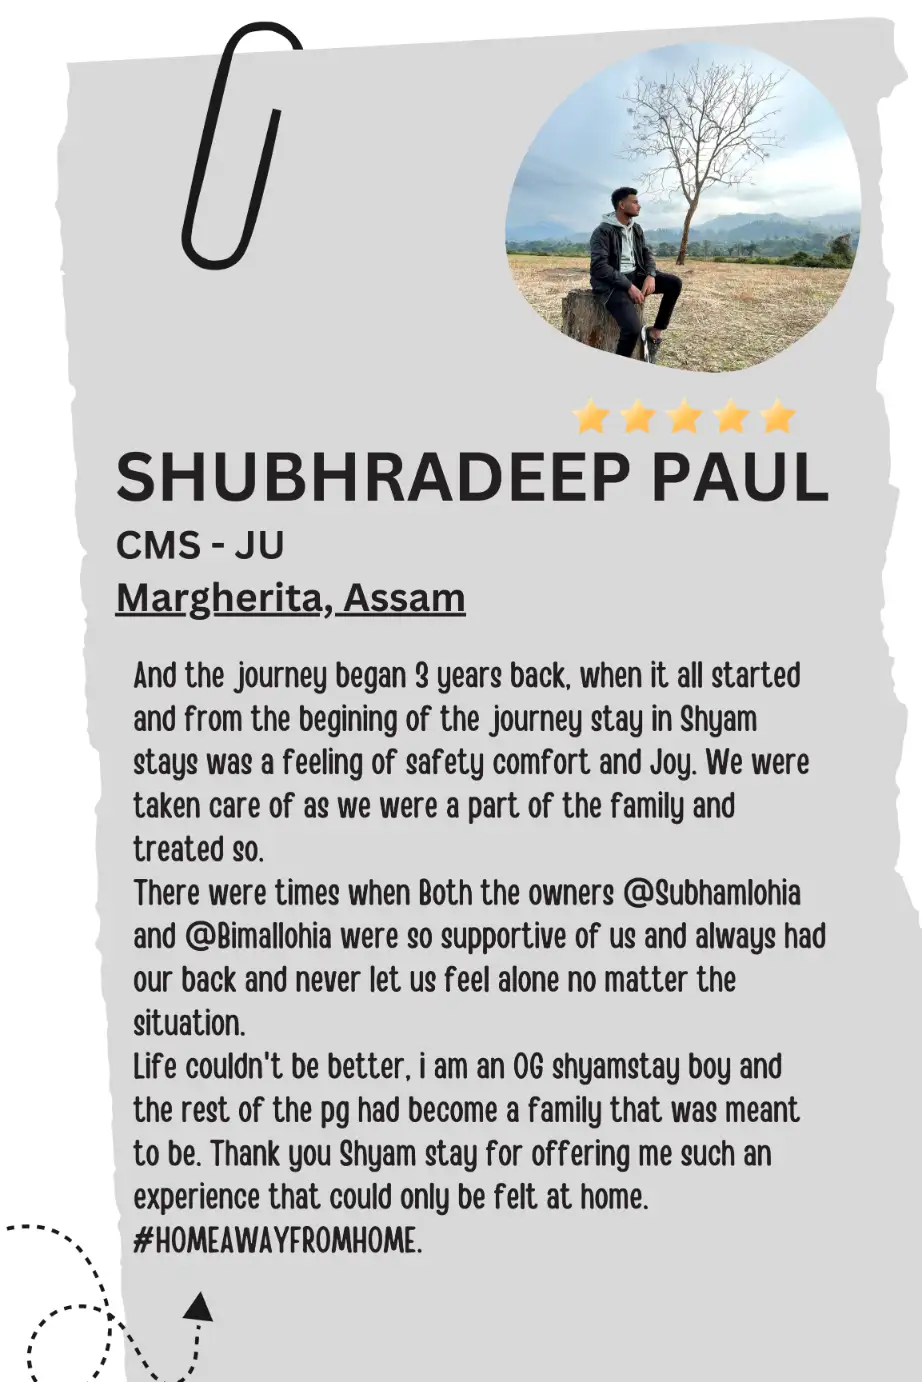 SHUBHRADEEP PAUL
CMS - JU
Margherita, Assam
And the journey began 3 years back, when it all started
and from the begining of the journey stay in Shyam
stays was a feeling of safety comfort and Joy. We were
taken care of as we were a part of the family and
treated so.
There were times when Both the owners @Subhamlohia
and @Bimallohia were so supportive of us and always had
our back and never let us feel alone no matter the
situation.
Life couldn't be better, i am an OG shyamstay boy and
the rest of the pg had become a family that was meant
to be. Thank you Shyam stay for offering me such an
experience that could only be felt at home.
#HOMEAWAYFROMHOME.